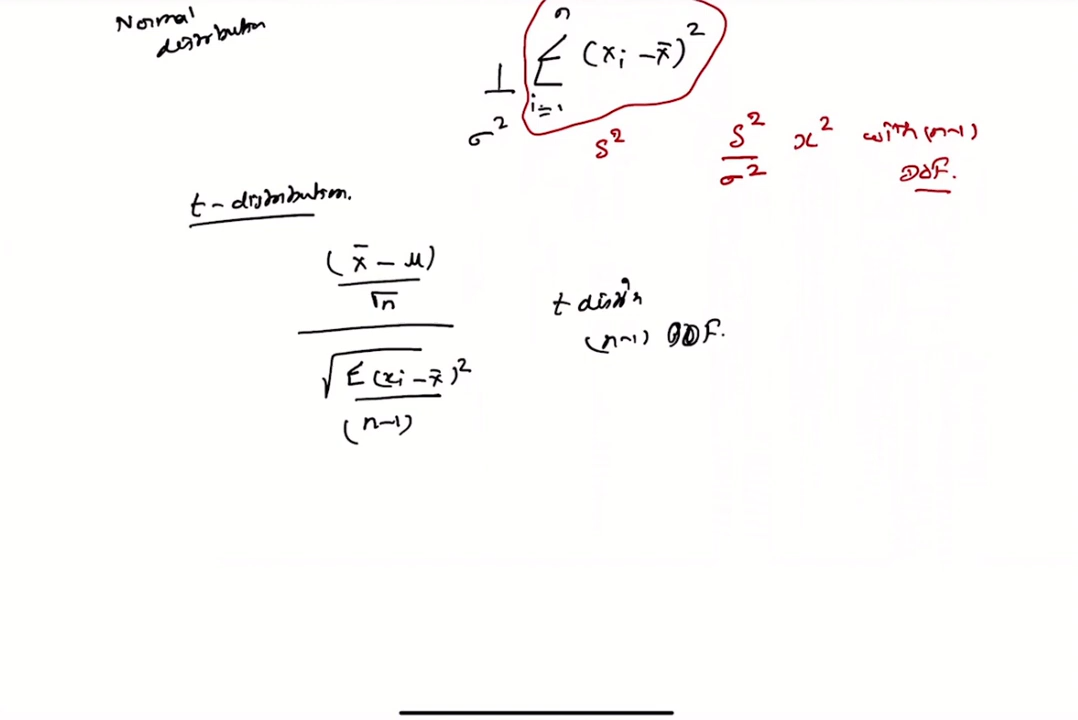 Normal
distribution
n
1/σ² Σ (xᵢ - x̄)²
i=1
S²
S²/σ² x² with (n-1)
DOF.
t - distribution.
(x̄ - μ)
√n
√Σ(xᵢ - x̄)²
(n-1)
t distⁿ
(n-1) DOF.